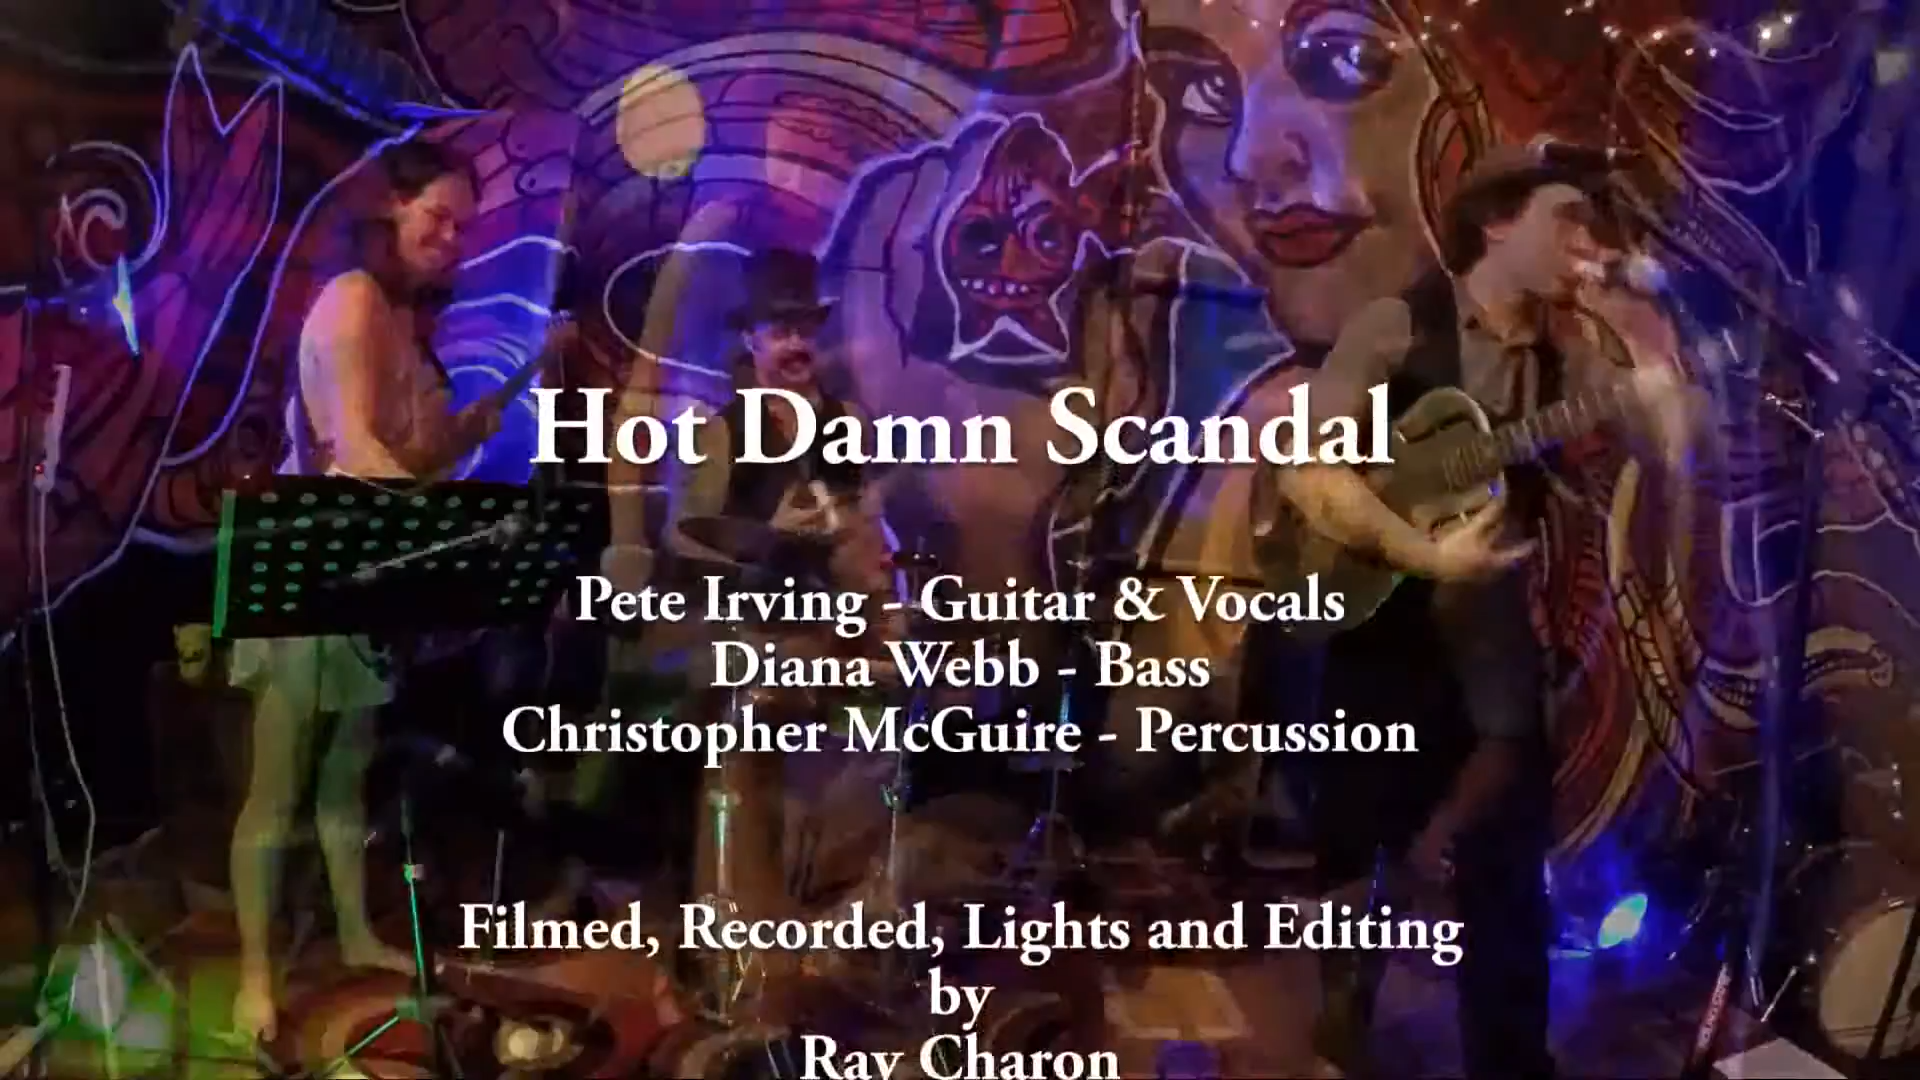 Hot Damn Scandal
Pete Irving - Guitar & Vocals
Diana Webb - Bass
Christopher McGuire - Percussion
Filmed, Recorded, Lights and Editing
by
Ray Charon